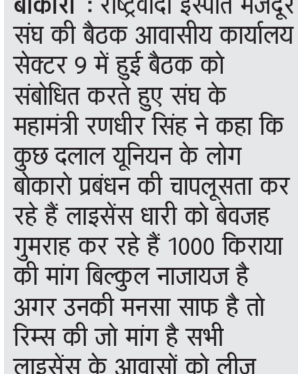 बोकारो : राष्ट्रवादी इस्पात मजदूर
संघ की बैठक आवासीय कार्यालय
सेक्टर 9 में हुई बैठक को
संबोधित करते हुए संघ के
महामंत्री रणधीर सिंह ने कहा कि
कुछ दलाल यूनियन के लोग
बोकारो प्रबंधन की चापलूसता कर
रहे हैं लाइसेंस धारी को बेवजह
गुमराह कर रहे हैं 1000 किराया
की मांग बिल्कुल नाजायज है
अगर उनकी मनसा साफ है तो
रिम्स की जो मांग है सभी
लाइसेंस के आवासों को लीज